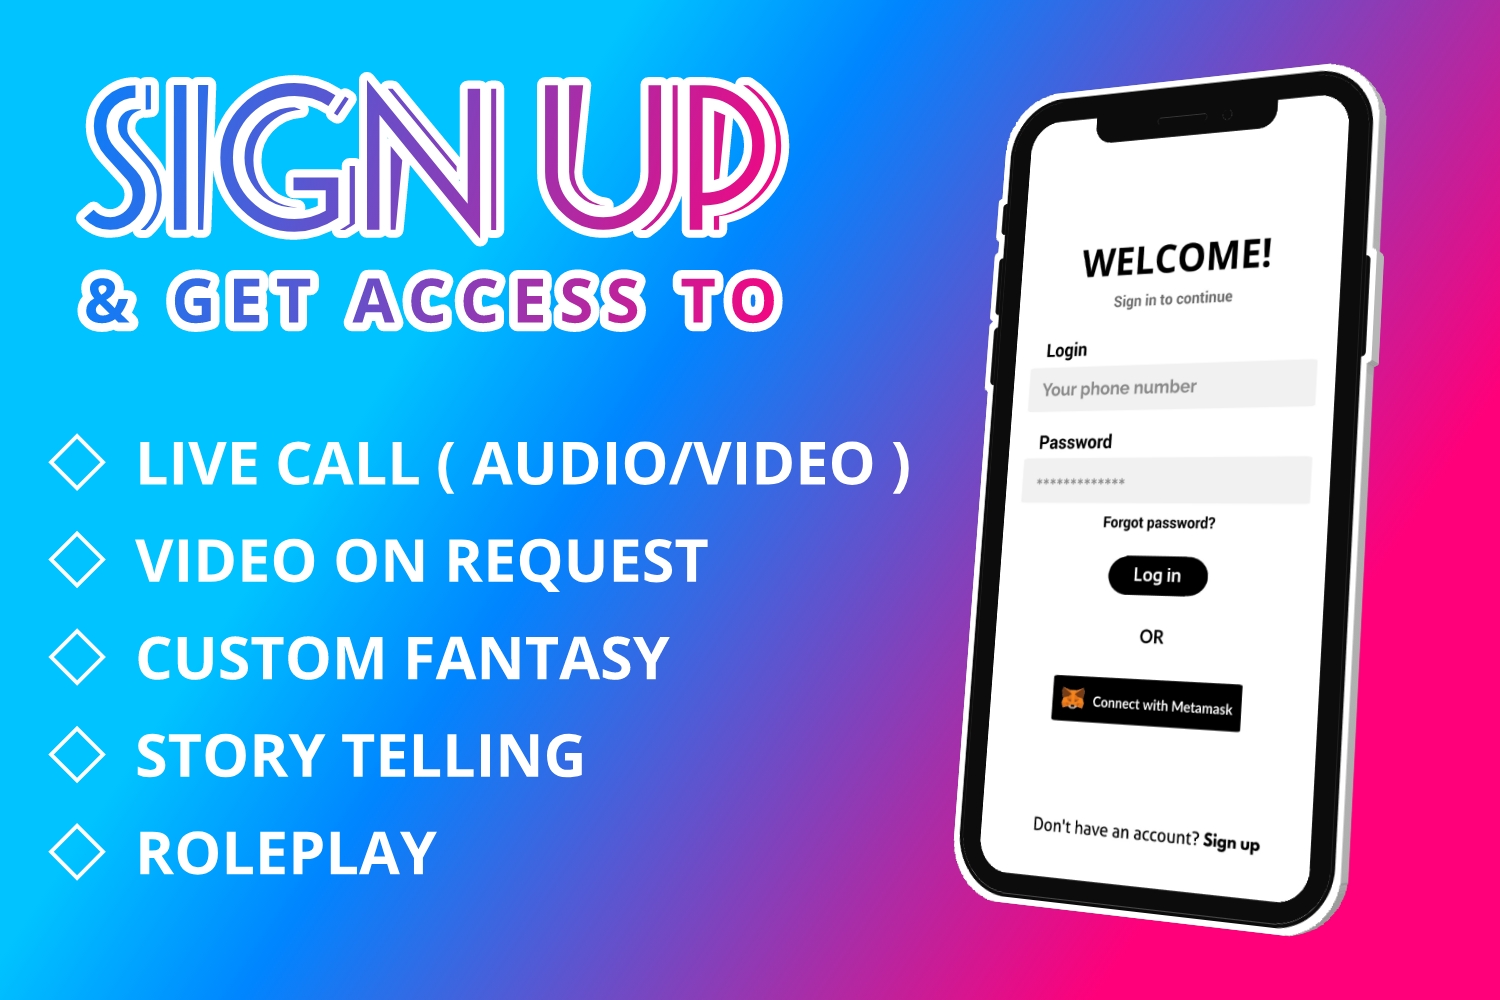 SIGN UP
& GET ACCESS TO
LIVE CALL ( AUDIO/VIDEO )
VIDEO ON REQUEST
CUSTOM FANTASY
STORY TELLING
ROLEPLAY
WELCOME!
Sign in to continue
Login
Your phone number
Password
*************
Forgot password?
Log in
OR
Connect with Metamask
Don't have an account? Sign up